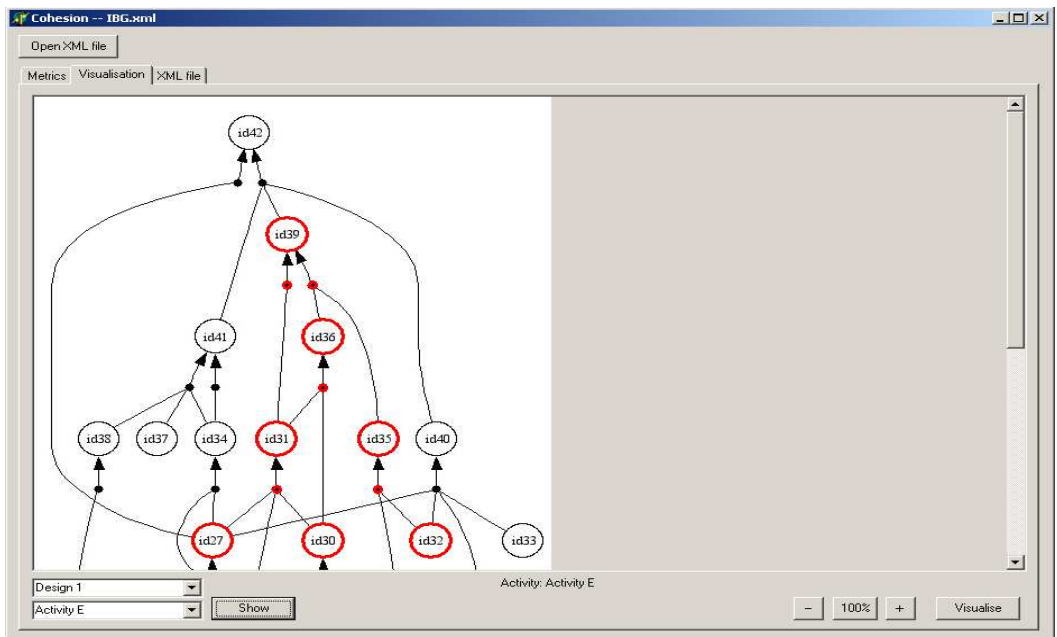 Cohesion -- IBG.xml
Open XML file
Metrics Visualisation XML file
id42
id39
id41 id36
id38 id37 id34 id31 id35 id40
id27 id30 id32 id33
Design 1
Activity: Activity E
Activity E Show - 100% + Visualise